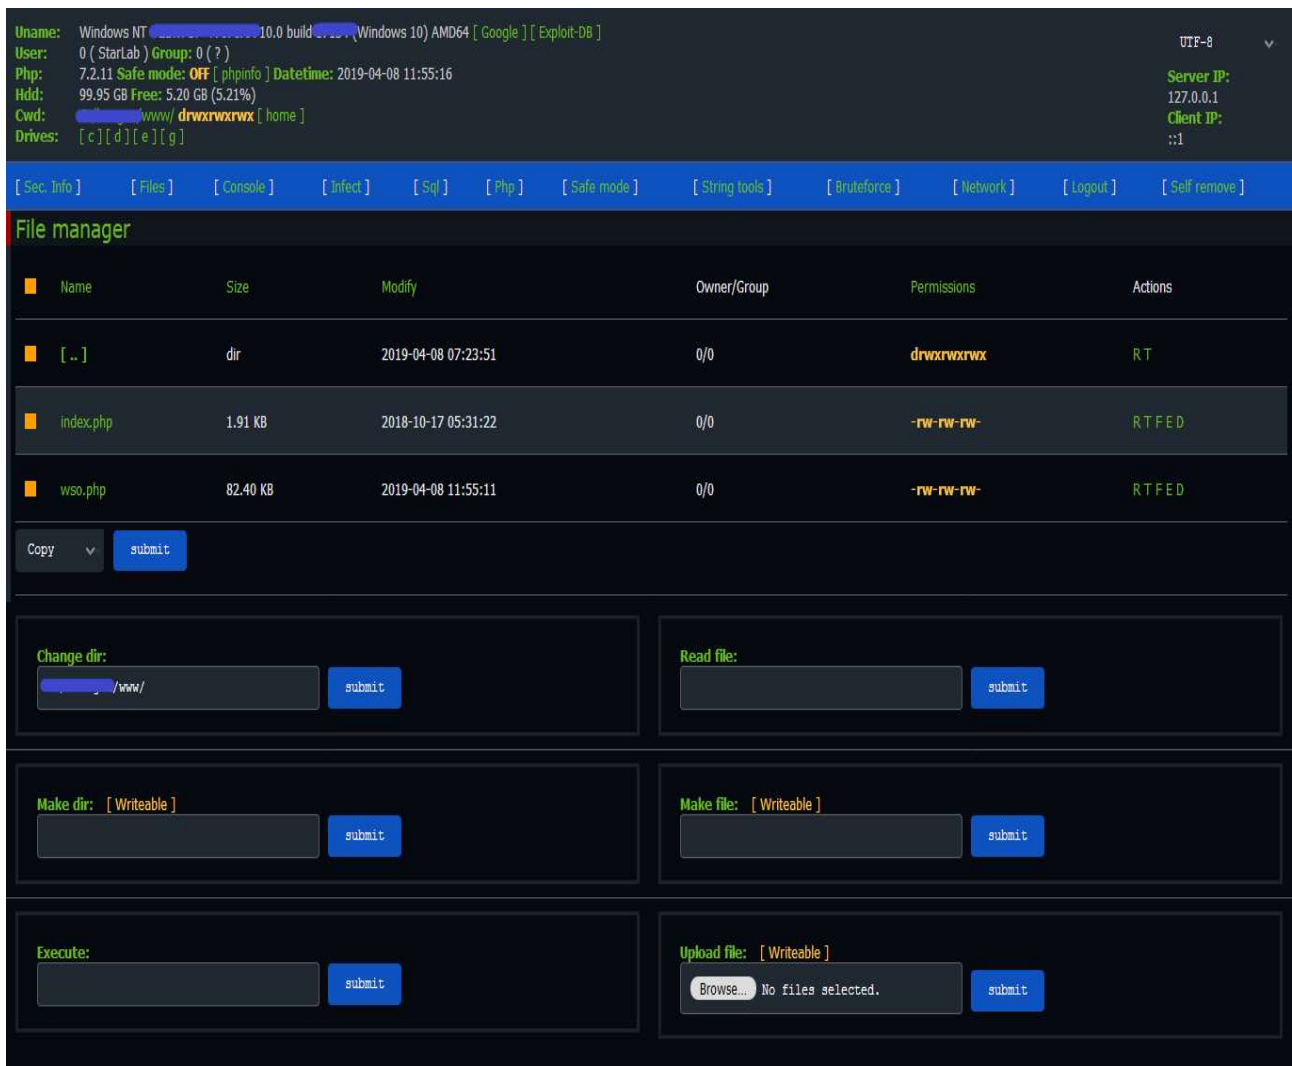 Uname: Windows NT 10.0 build (Windows 10) AMD64 [ Google ] [ Exploit-DB ]
User: 0 ( StarLab ) Group: 0 ( ? )
Php: 7.2.11 Safe mode: OFF [ phpinfo ] Datetime: 2019-04-08 11:55:16
Hdd: 99.95 GB Free: 5.20 GB (5.21%)
Cwd: /www/ drwxrwxrwx [ home ]
Drives: [ c ] [ d ] [ e ] [ g ]
UTF-8
Server IP:
127.0.0.1
Client IP:
::1
[ Sec. Info ] [ Files ] [ Console ] [ Infect ] [ Sql ] [ Php ] [ Safe mode ] [ String tools ] [ Bruteforce ] [ Network ] [ Logout ] [ Self remove ]
File manager
Name Size Modify Owner/Group Permissions Actions
[ .. ] dir 2019-04-08 07:23:51 0/0 drwxrwxrwx R T
index.php 1.91 KB 2018-10-17 05:31:22 0/0 -rw-rw-rw- R T F E D
wso.php 82.40 KB 2019-04-08 11:55:11 0/0 -rw-rw-rw- R T F E D
Copy submit
Change dir:
/www/ submit
Read file:
submit
Make dir: [ Writeable ]
submit
Make file: [ Writeable ]
submit
Execute:
submit
Upload file: [ Writeable ]
Browse... No files selected. submit